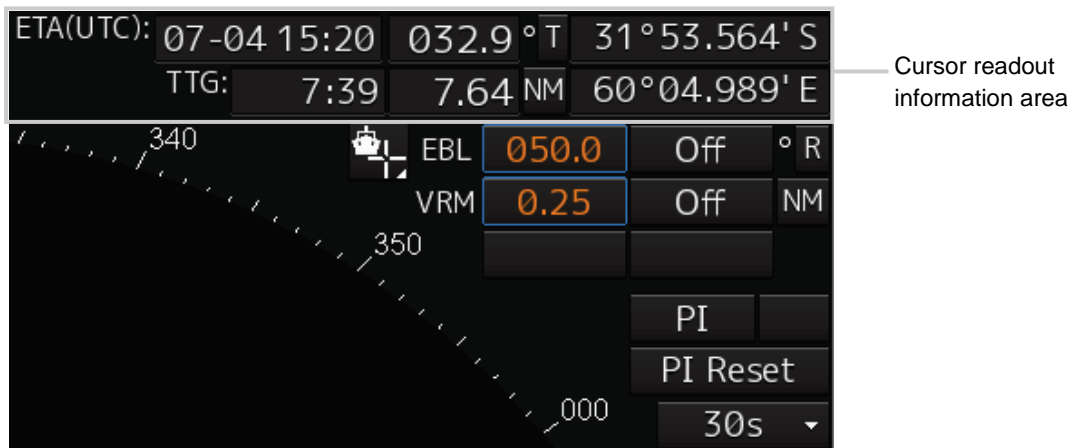 ETA(UTC): 07-04 15:20 032.9 ° T 31°53.564' S
TTG: 7:39 7.64 NM 60°04.989' E
Cursor readout
information area
340 EBL 050.0 Off ° R
VRM 0.25 Off NM
350
PI
PI Reset
000 30s